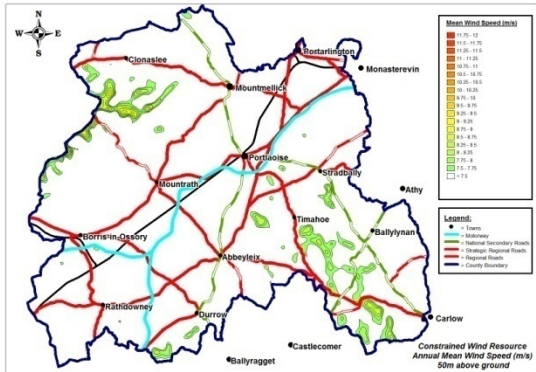 N
W E
S
Clonaslee
Portarlington
Monasterevin
Mountmellick
Portlaoise
Stradbally
Mountrath
Athy
Timahoe
Ballylynan
Borris-in-Ossory
Abbeyleix
Rathdowney
Durrow
Carlow
Castlecomer
Ballyragget
Mean Wind Speed (m/s)
11.75 - 12
11.5 - 11.75
11.25 - 11.5
11 - 11.25
10.75 - 11
10.5 - 10.75
10.25 - 10.5
10 - 10.25
9.75 - 10
9.5 - 9.75
9.25 - 9.5
9 - 9.25
8.75 - 9
8.5 - 8.75
8.25 - 8.5
8 - 8.25
7.75 - 8
7.5 - 7.75
< 7.5
Legend:
= Towns
= Motorway
= National Secondary Roads
= Strategic Regional Roads
= Regional Roads
= County Boundary
Constrained Wind Resource
Annual Mean Wind Speed (m/s)
50m above ground